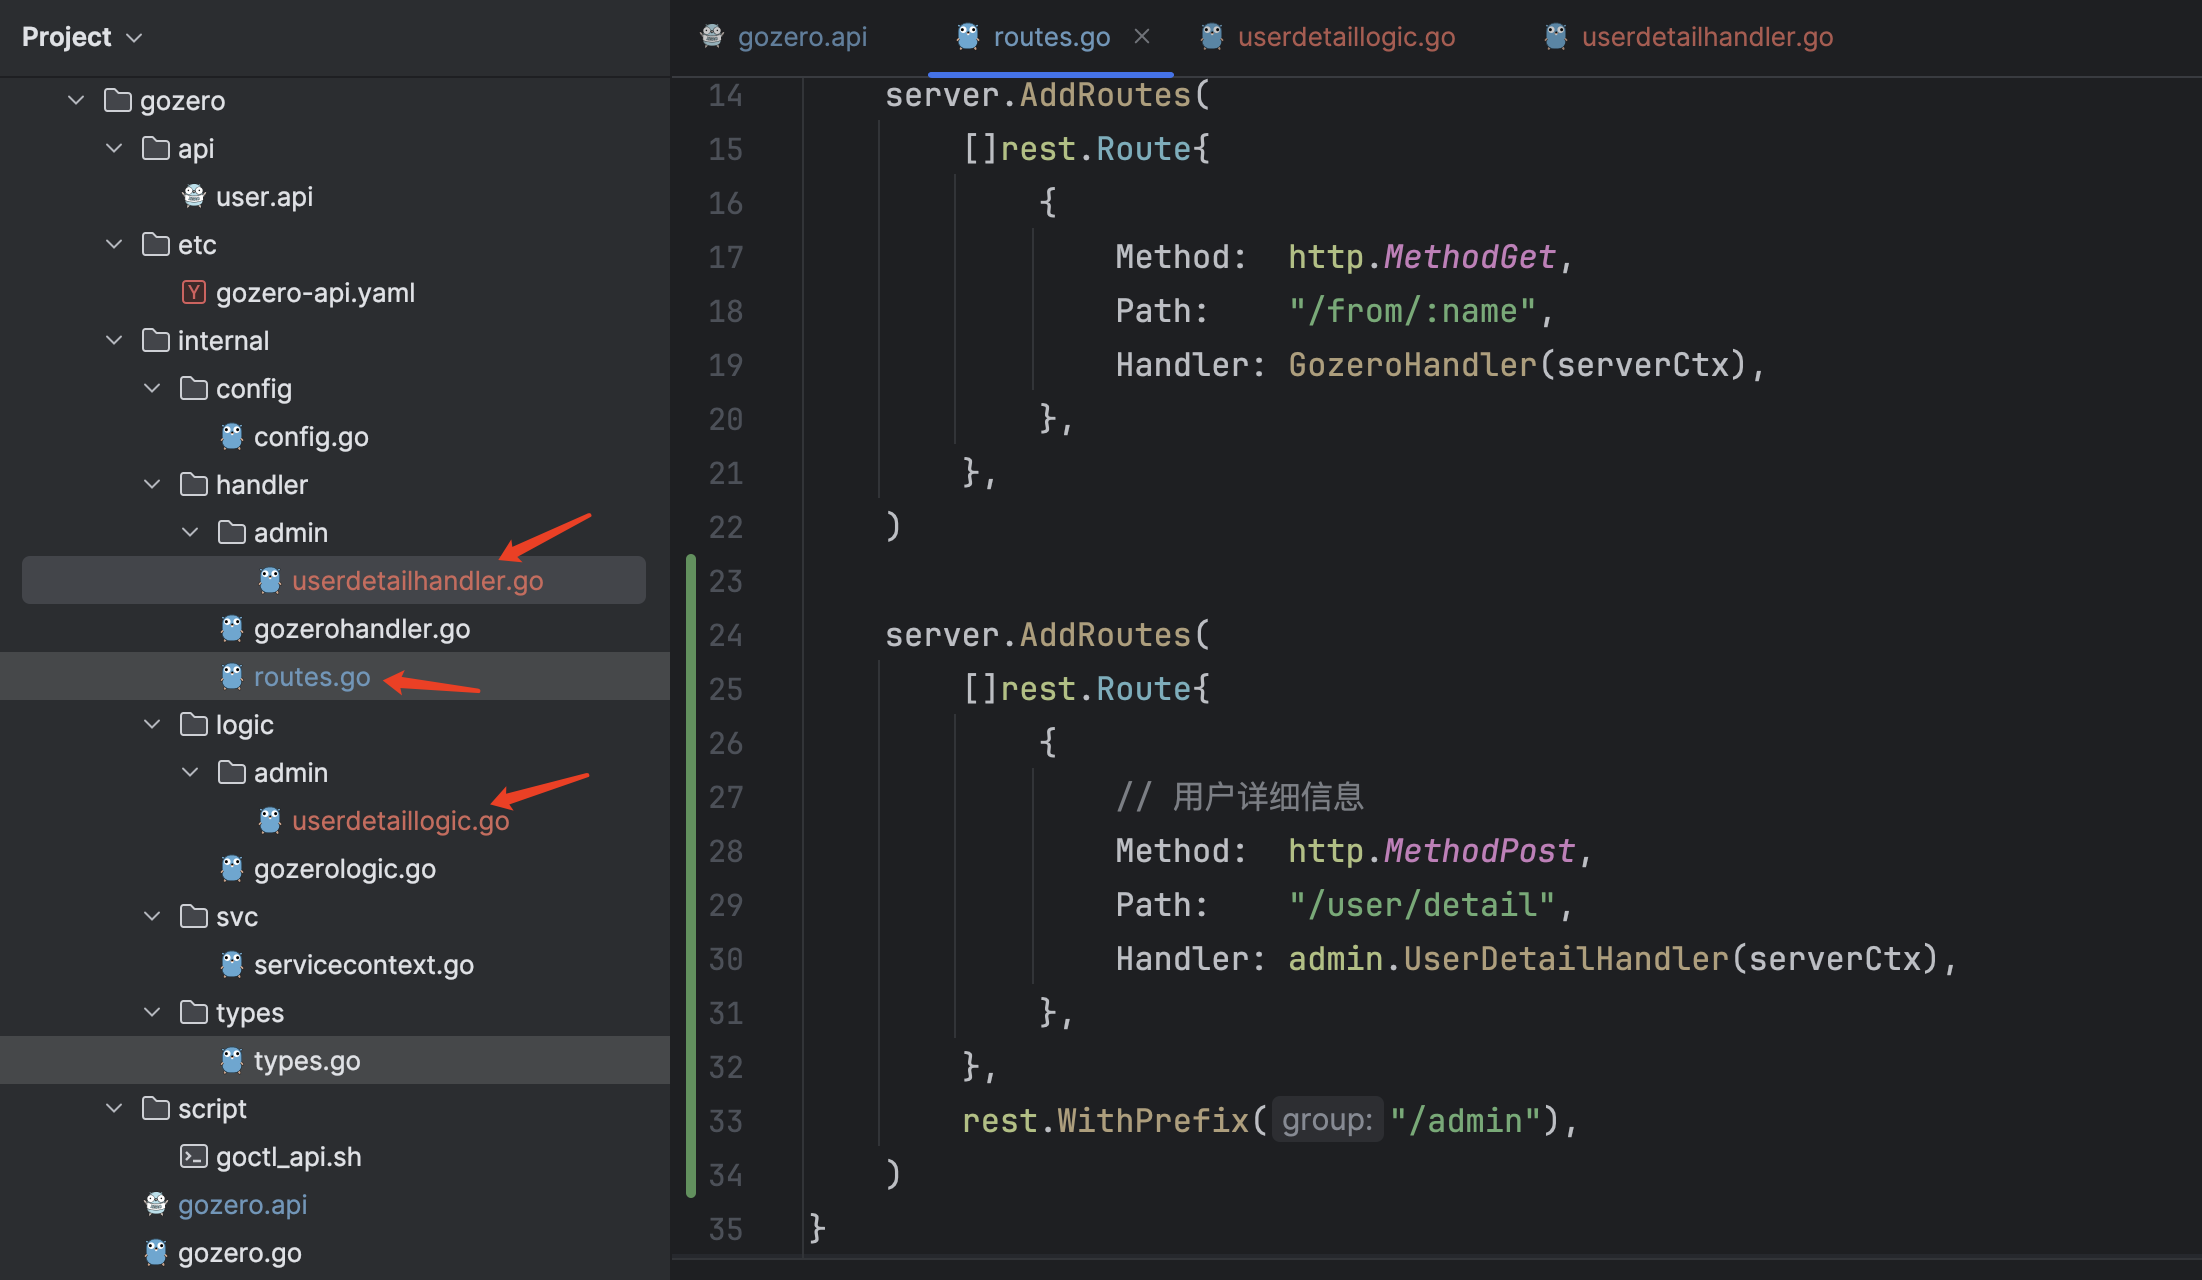 Project
gozero
api
user.api
etc
gozero-api.yaml
internal
config
config.go
handler
admin
userdetailhandler.go
gozerohandler.go
routes.go
logic
admin
userdetaillogic.go
gozerologic.go
svc
servicecontext.go
types
types.go
script
goctl_api.sh
gozero.api
gozero.go
gozero.api routes.go userdetaillogic.go userdetailhandler.go
14 server.AddRoutes(
15 []rest.Route{
16 {
17 Method: http.MethodGet,
18 Path: "/from/:name",
19 Handler: GozeroHandler(serverCtx),
20 },
21 },
22 )
23
24 server.AddRoutes(
25 []rest.Route{
26 {
27 // 用户详细信息
28 Method: http.MethodPost,
29 Path: "/user/detail",
30 Handler: admin.UserDetailHandler(serverCtx),
31 },
32 },
33 rest.WithPrefix( group: "/admin"),
34 )
35 }